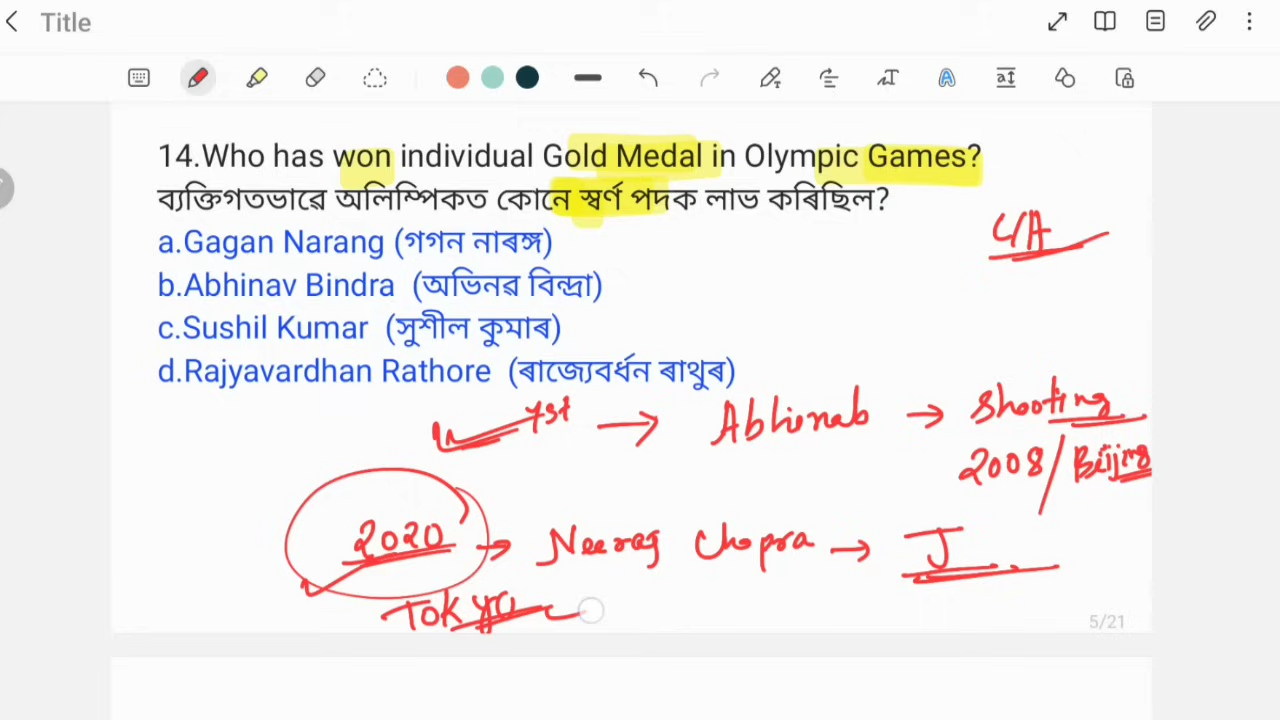 Title
14.Who has won individual Gold Medal in Olympic Games?
ব্যক্তিগতভাৱে অলিম্পিকত কোনে স্বৰ্ণ পদক লাভ কৰিছিল?
a.Gagan Narang (গগন নাৰঙ্গ)
C/A
b.Abhinav Bindra (অভিনৱ বিন্দ্ৰা)
c.Sushil Kumar (সুশীল কুমাৰ)
d.Rajyavardhan Rathore (ৰাজ্যেবৰ্ধন ৰাথুৰ)
1st → Abhinab → Shooting
2008/Beijing
2020 → Neeraj Chopra → J
Tokyo
5/21